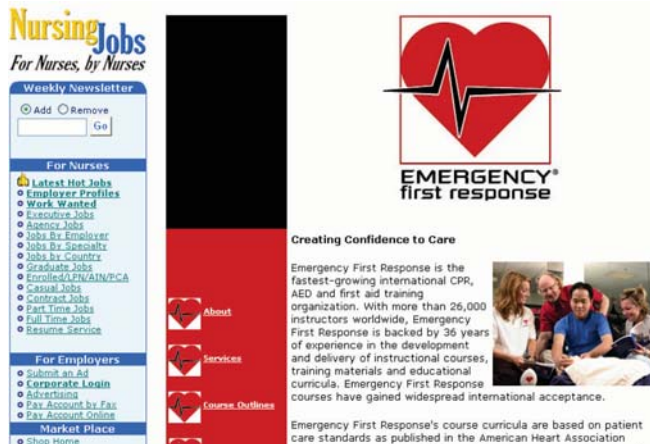 Nursing
Jobs
For Nurses, by Nurses
Weekly Newsletter
Add Remove
Go
For Nurses
Latest Hot Jobs
Employer Profiles
Work Wanted
Executive Jobs
Agency Jobs
Jobs By Employer
Jobs By Specialty
Jobs by Country
Graduate Jobs
Enrolled/LPN/AIN/PCA
Casual Jobs
Contract Jobs
Part Time Jobs
Full Time Jobs
Resume Service
For Employers
Submit an Ad
Corporate Login
Advertising
Pay Account by Fax
Pay Account Online
Market Place
Shop Home
About
Services
Course Outlines
EMERGENCY®
first response
Creating Confidence to Care
Emergency First Response is the
fastest-growing international CPR,
AED and first aid training
organization. With more than 26,000
instructors worldwide, Emergency
First Response is backed by 36 years
of experience in the development
and delivery of instructional courses,
training materials and educational
curricula. Emergency First Response
courses have gained widespread international acceptance.
Emergency First Response's course curricula are based on patient
care standards as published in the American Heart Association